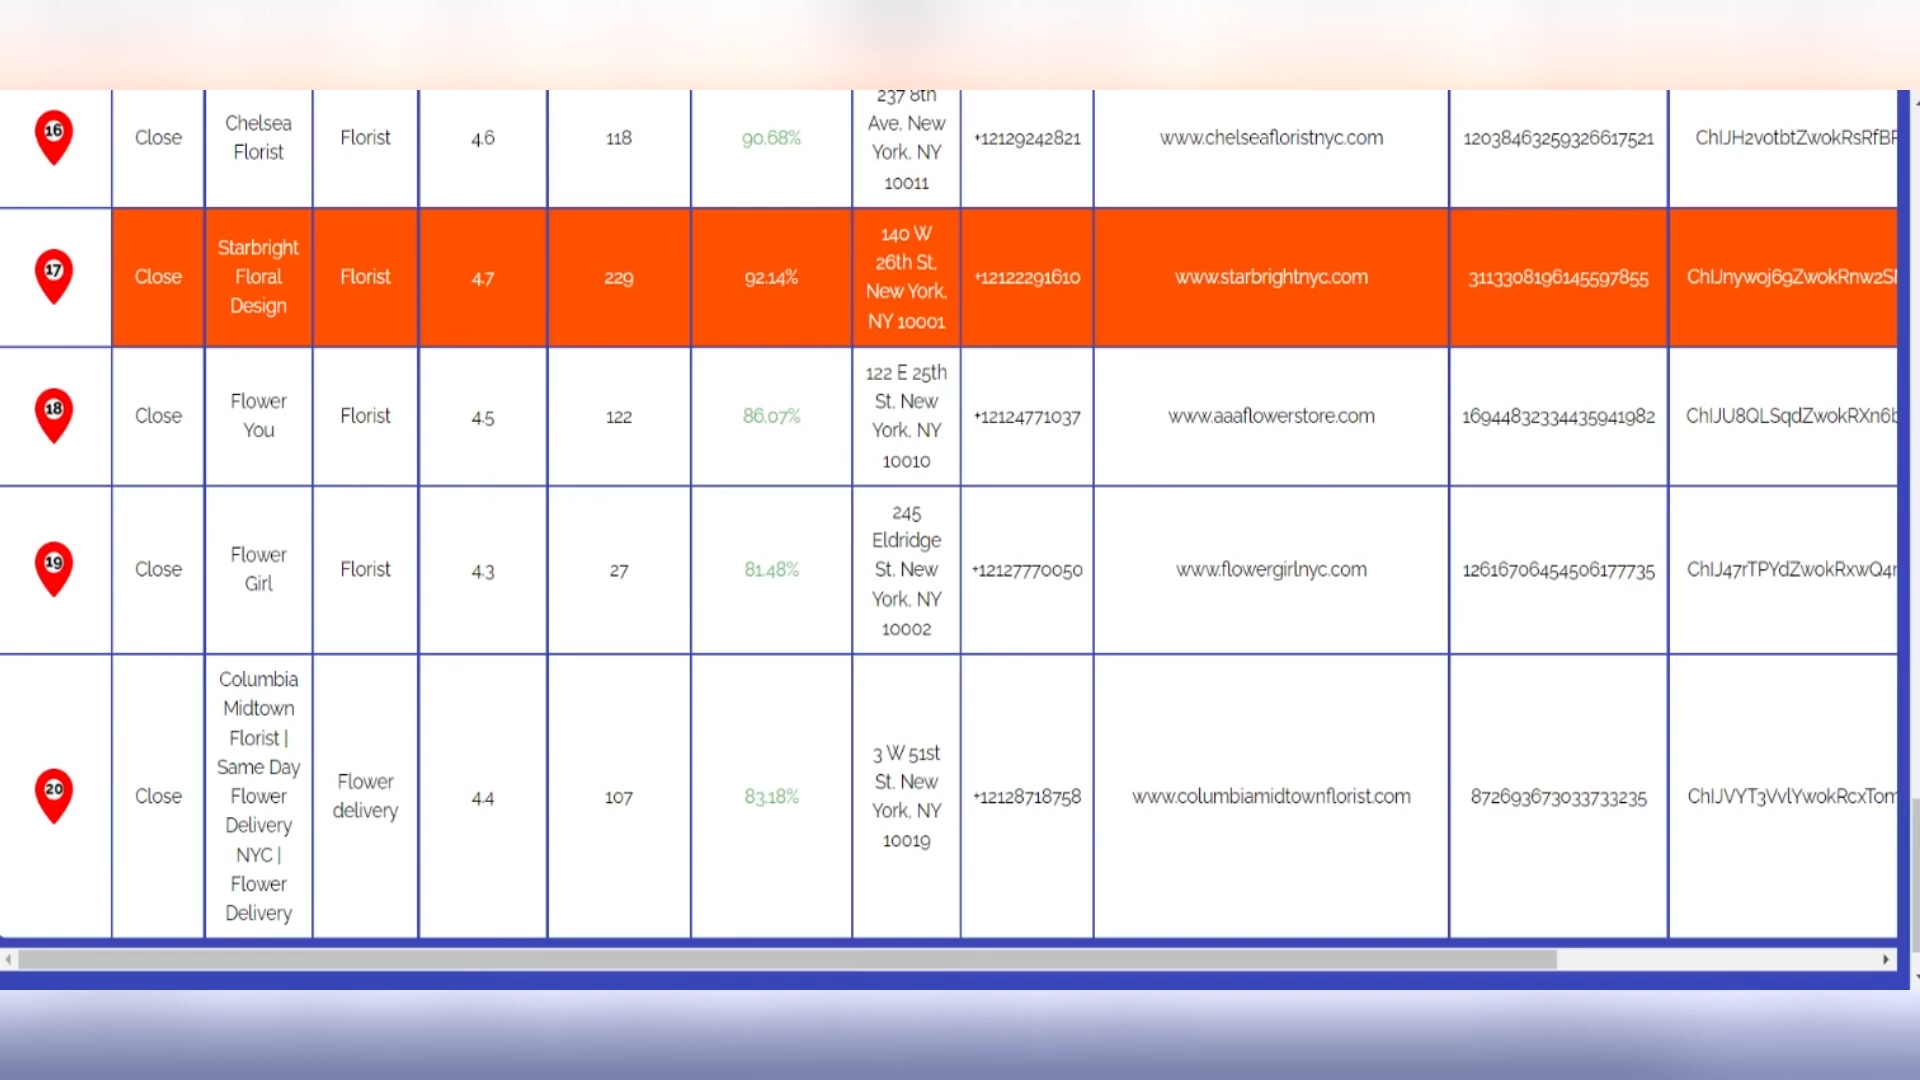 16
Close
Chelsea
Florist
Florist
4.6
118
90.68%
237 8th
Ave, New
York, NY
10011
+12129242821
www.chelseafloristnyc.com
12038463259326617521
ChIJH2votbtZwokRsRfBF
17
Close
Starbright
Floral
Design
Florist
4.7
229
92.14%
140 W
26th St,
New York,
NY 10001
+12122291610
www.starbrightnyc.com
3113308196145597855
ChIJnywoj69ZwokRnw2SI
18
Close
Flower
You
Florist
4.5
122
86.07%
122 E 25th
St, New
York, NY
10010
+12124771037
www.aaaflowerstore.com
16944832334435941982
ChIJU8QLSqdZwokRXn6b
19
Close
Flower
Girl
Florist
4.3
27
81.48%
245
Eldridge
St, New
York, NY
10002
+12127770050
www.flowergirlnyc.com
12616706454506177735
ChIJ47rTPYdZwokRxwQ4r
20
Close
Columbia
Midtown
Florist |
Same Day
Flower
Delivery
NYC |
Flower
Delivery
Flower
delivery
4.4
107
83.18%
3 W 51st
St, New
York, NY
10019
+12128718758
www.columbiamidtownflorist.com
872693673033733235
ChIJVYT3VvlYwokRcxTom